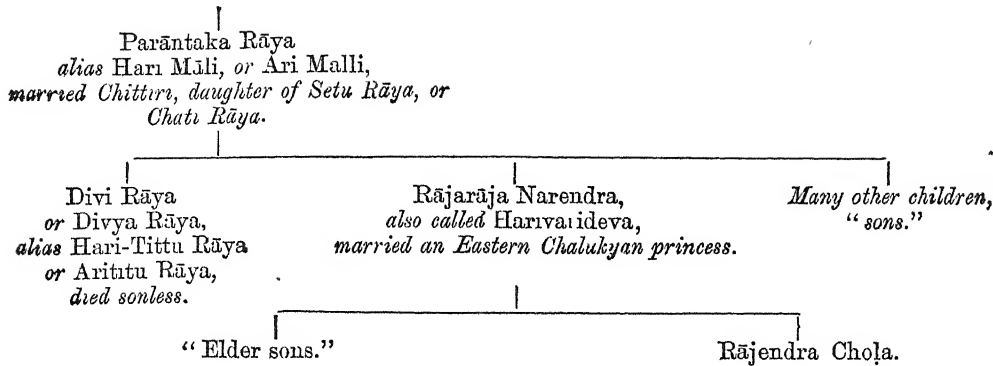 Parāntaka Rāya
alias Hari Māli, or Ari Malli,
married Chittiri, daughter of Setu Rāya, or
Chati Rāya.
Divi Rāya
or Divya Rāya,
alias Hari-Tittu Rāya
or Arititu Rāya,
died sonless.
Rājarāja Narendra,
also called Harivarideva,
married an Eastern Chalukyan princess.
Many other children,
“sons.”
“Elder sons.”
Rājendra Choḷa.